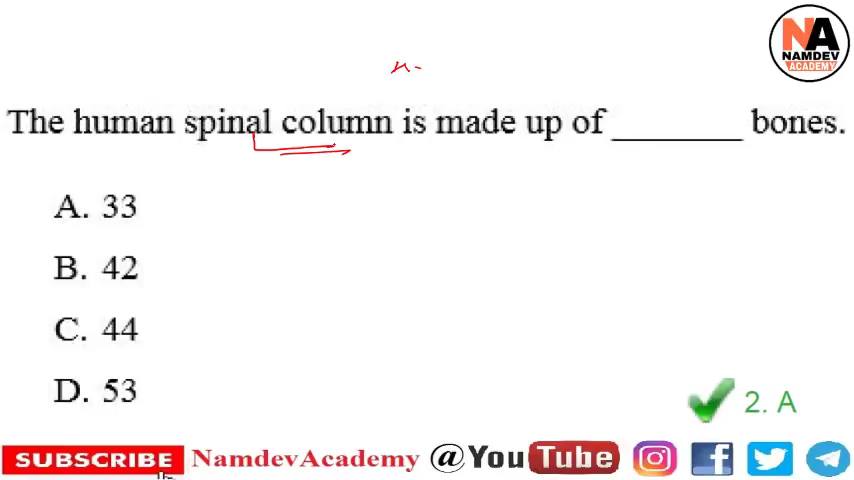 NA
NAMDEV
ACADEMY
The human spinal column is made up of ________ bones.
A. 33
B. 42
C. 44
D. 53
2. A
SUBSCRIBE NamdevAcademy @YouTube